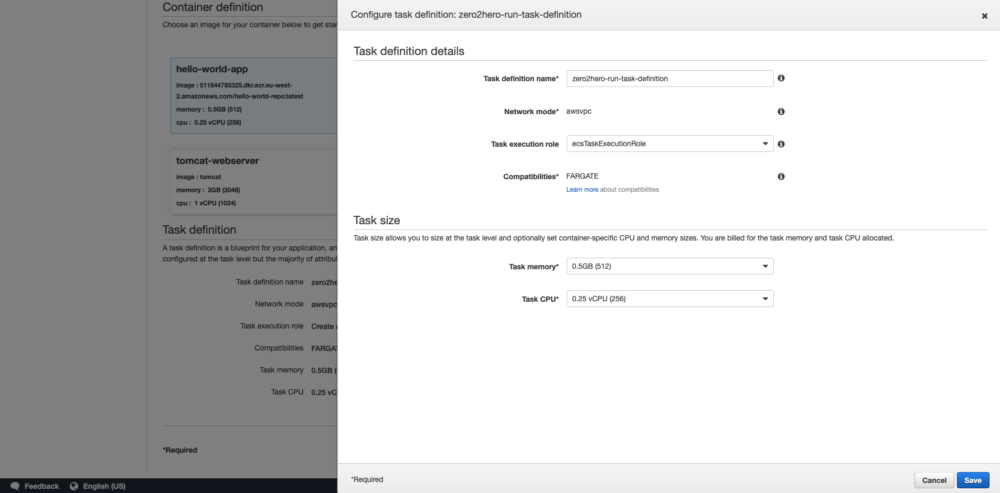 Container definition
Choose an image for your container below to get star
hello-world-app
image : 511844785325.dkr.ecr.eu-west-
2.amazonaws.com/hello-world-repo:latest
memory : 0.5GB (512)
cpu : 0.25 vCPU (256)
tomcat-webserver
image : tomcat
memory : 2GB (2048)
cpu : 1 vCPU (1024)
Task definition
A task definition is a blueprint for your application, an
configured at the task level but the majority of attribut
Task definition name zero2he
Network mode awsvpc
Task execution role Create
Compatibilities FARGAT
Task memory 0.5GB (
Task CPU 0.25 vC
*Required
Feedback English (US)
Configure task definition: zero2hero-run-task-definition
Task definition details
Task definition name* zero2hero-run-task-definition
Network mode* awsvpc
Task execution role ecsTaskExecutionRole
Compatibilities* FARGATE
Learn more about compatibilities
Task size
Task size allows you to size at the task level and optionally set container-specific CPU and memory sizes. You are billed for the task memory and task CPU allocated.
Task memory* 0.5GB (512)
Task CPU* 0.25 vCPU (256)
*Required
Cancel Save